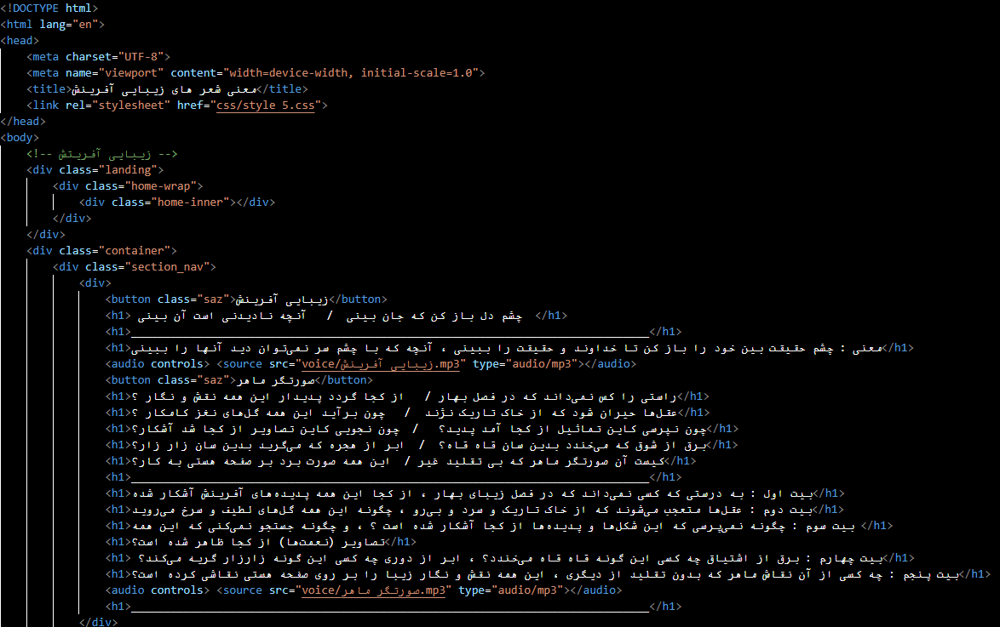 <!DOCTYPE html>
<html lang="en">
<head>
<meta charset="UTF-8">
<meta name="viewport" content="width=device-width, initial-scale=1.0">
<title>معنی شعر های زیبایی آفرینش</title>
<link rel="stylesheet" href="css/style 5.css">
</head>
<body>
<!-- زیبایی آفریتش -->
<div class="landing">
<div class="home-wrap">
<div class="home-inner"></div>
</div>
</div>
<div class="container">
<div class="section_nav">
<div>
<button class="saz">زیبایی آفرینش</button>
<h1> چشم دل باز کن که جان بینی / آنچه نادیدنی است آن بینی </h1>
<h1>________________________________________________________________________________</h1>
<h1>معنی : چشم حقیقت بین خود را باز کن تا خداوند و حقیقت را ببینی ، آنچه که با چشم سر نمی‌توان دید آنها را ببینی</h1>
<audio controls> <source src="voice/زیبایی آفرینش.mp3" type="audio/mp3"></audio>
<button class="saz">صورتگر ماهر</button>
<h1>راستی را کس نمی‌داند که در فصل بهار / از کجا گردد پدیدار این همه نقش و نگار ؟</h1>
<h1>عقل‌ها حیران شود که از خاک تاریک نژند / چون برآید این همه گل‌های نغز کامکار ؟</h1>
<h1>چون نپرسی کاین تماثیل از کجا آمد پدید؟ / چون نجویی کاین تصاویر از کجا شد آشکار؟</h1>
<h1>برق از شوق که می‌خندد بدین سان قاه قاه؟ / ابر از هجره که می‌گرید بدین سان زار زار؟</h1>
<h1>کیست آن صورتگر ماهر که بی تقلید غیر / این همه صورت برد بر صفحه هستی به کار؟</h1>
<h1>________________________________________________________________________________</h1>
<h1>بیت اول : به درستی که کسی نمی‌داند که در فصل زیبای بهار ، از کجا این همه پدیده‌های آفرینش آشکار شده</h1>
<h1>بیت دوم : عقل‌ها متعجب می‌شوند که از خاک تاریک و سرد و بی‌رو ، چگونه این همه گل‌های لطیف و سرخ می‌روید</h1>
<h1>بیت سوم : چگونه نمی‌پرسی که این شکل‌ها و پدیده‌ها از کجا آشکار شده است ؟ ، و چگونه جستجو نمی‌کنی که این همه </h1>
<h1>تصاویر (نعمت‌ها) از کجا ظاهر شده است؟</h1>
<h1> بیت چهارم : برق از اشتیاق چه کسی این گونه قاه قاه می‌خندد؟ ، ابر از دوری چه کسی این گونه زارزار گریه می‌کند؟</h1>
<h1>بیت پنجم : چه کسی از آن نقاش ماهر که بدون تقلید از دیگری ، این همه نقش و نگار زیبا را بر روی صفحه هستی نقاشی کرده است؟</h1>
<audio controls> <source src="voice/صورتگر ماهر.mp3" type="audio/mp3"></audio>
<h1>________________________________________________________________________________</h1>
</div>